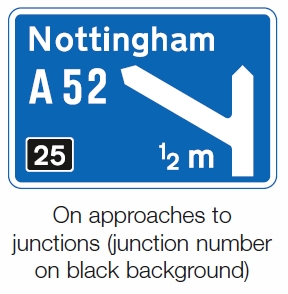 Nottingham
A 52
25
½ m
On approaches to
junctions (junction number
on black background)